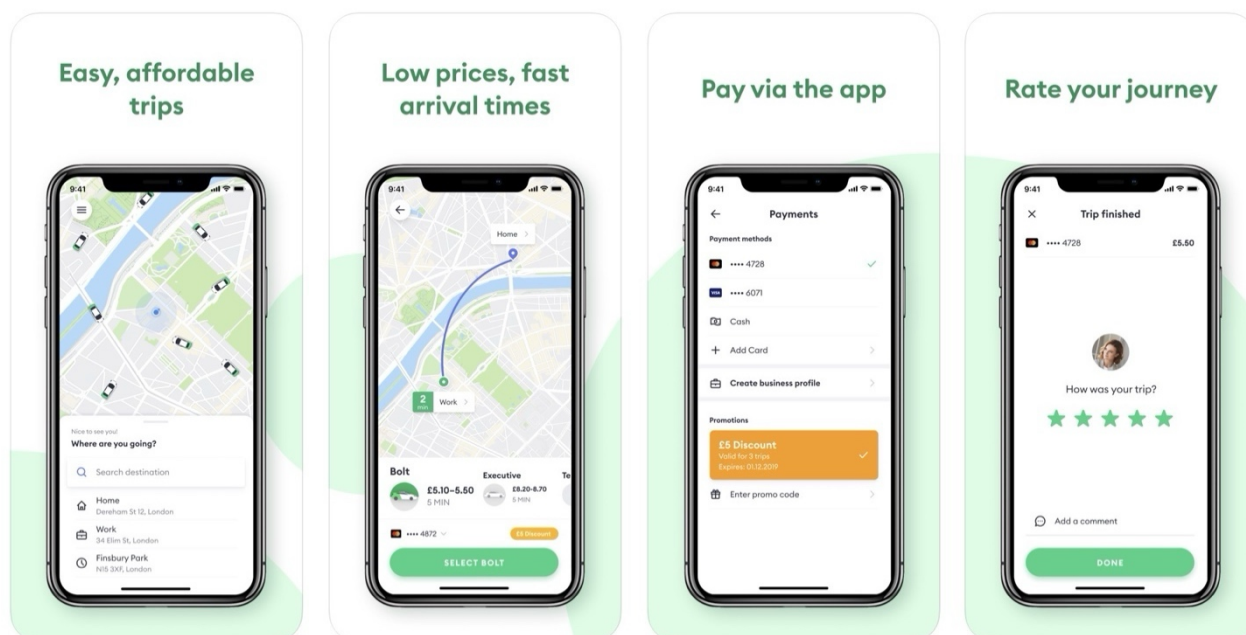 Easy, affordable
trips
9:41
Nice to see you!
Where are you going?
Search destination
Home
Dereham St 12, London
Work
34 Elim St, London
Finsbury Park
N15 3XF, London
Low prices, fast
arrival times
9:41
Home
2
min
Work
Bolt
£5.10–5.50
5 MIN
Executive
£8.20-8.70
5 MIN
Te
•••• 4872
£5 Discount
SELECT BOLT
Pay via the app
9:41
Payments
Payment methods
•••• 4728
VISA
•••• 6071
Cash
Add Card
Create business profile
Promotions
£5 Discount
Valid for 3 trips
Expires: 01.12.2019
Enter promo code
Rate your journey
9:41
Trip finished
•••• 4728 £5.50
How was your trip?
Add a comment
DONE